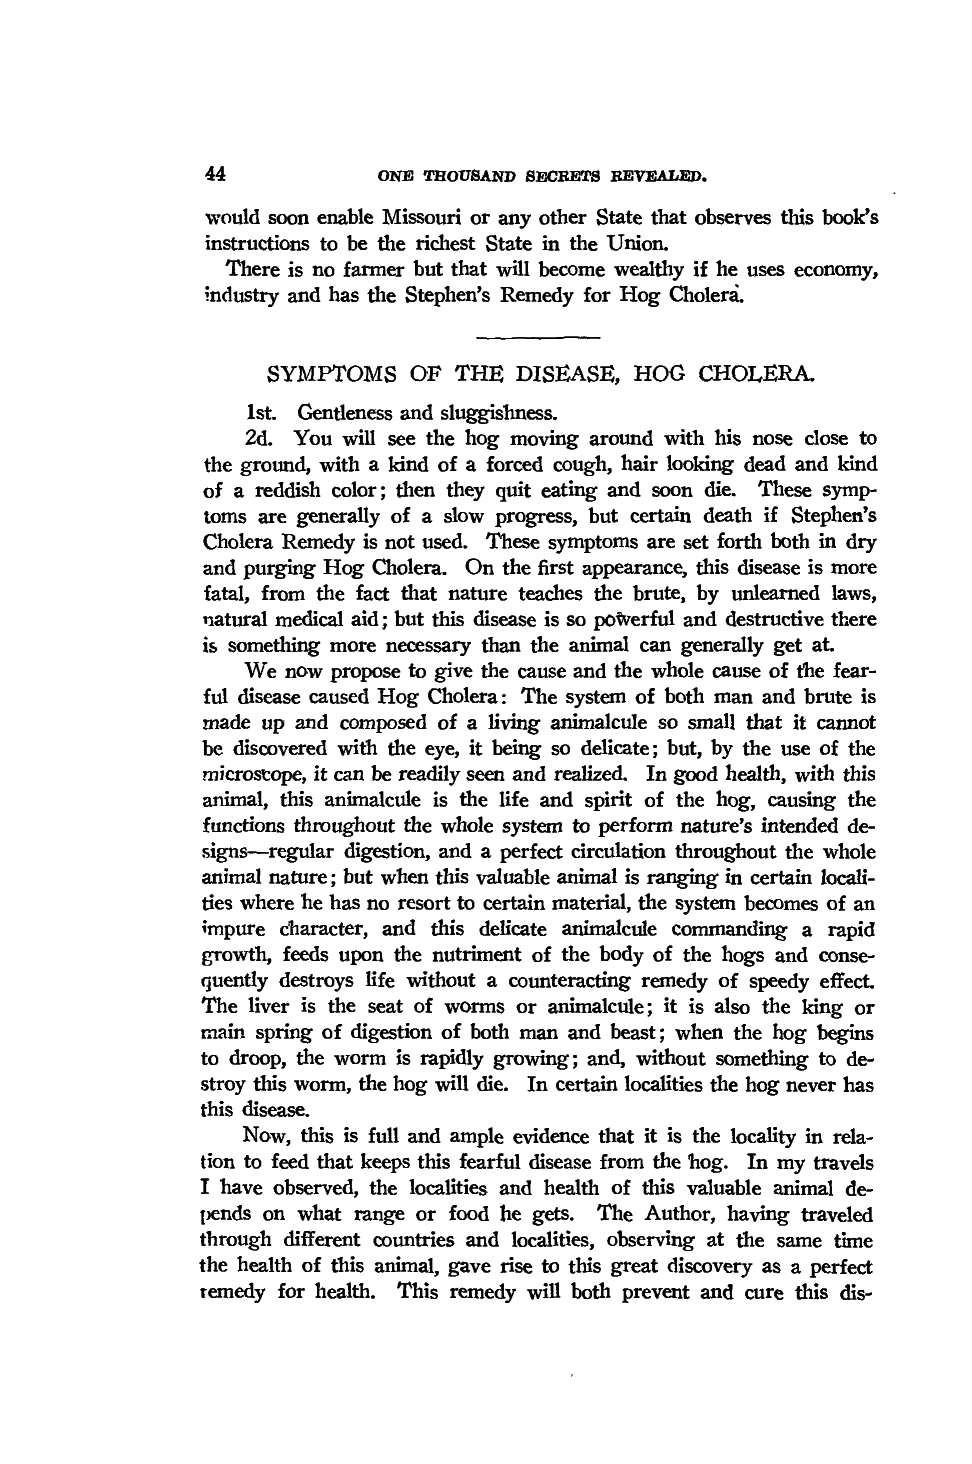 44 ONE THOUSAND SECRETS REVEALED.
would soon enable Missouri or any other State that observes this book's
instructions to be the richest State in the Union.
There is no farmer but that will become wealthy if he uses economy,
industry and has the Stephen's Remedy for Hog Cholera.
SYMPTOMS OF THE DISEASE, HOG CHOLERA.
1st. Gentleness and sluggishness.
2d. You will see the hog moving around with his nose close to
the ground, with a kind of a forced cough, hair looking dead and kind
of a reddish color; then they quit eating and soon die. These symp-
toms are generally of a slow progress, but certain death if Stephen's
Cholera Remedy is not used. These symptoms are set forth both in dry
and purging Hog Cholera. On the first appearance, this disease is more
fatal, from the fact that nature teaches the brute, by unlearned laws,
natural medical aid; but this disease is so powerful and destructive there
is something more necessary than the animal can generally get at.
We now propose to give the cause and the whole cause of the fear-
ful disease caused Hog Cholera: The system of both man and brute is
made up and composed of a living animalcule so small that it cannot
be discovered with the eye, it being so delicate; but, by the use of the
microscope, it can be readily seen and realized. In good health, with this
animal, this animalcule is the life and spirit of the hog, causing the
functions throughout the whole system to perform nature's intended de-
signs—regular digestion, and a perfect circulation throughout the whole
animal nature; but when this valuable animal is ranging in certain locali-
ties where he has no resort to certain material, the system becomes of an
impure character, and this delicate animalcule commanding a rapid
growth, feeds upon the nutriment of the body of the hogs and conse-
quently destroys life without a counteracting remedy of speedy effect.
The liver is the seat of worms or animalcule; it is also the king or
main spring of digestion of both man and beast; when the hog begins
to droop, the worm is rapidly growing; and, without something to de-
stroy this worm, the hog will die. In certain localities the hog never has
this disease.
Now, this is full and ample evidence that it is the locality in rela-
tion to feed that keeps this fearful disease from the hog. In my travels
I have observed, the localities and health of this valuable animal de-
pends on what range or food he gets. The Author, having traveled
through different countries and localities, observing at the same time
the health of this animal, gave rise to this great discovery as a perfect
remedy for health. This remedy will both prevent and cure this dis-